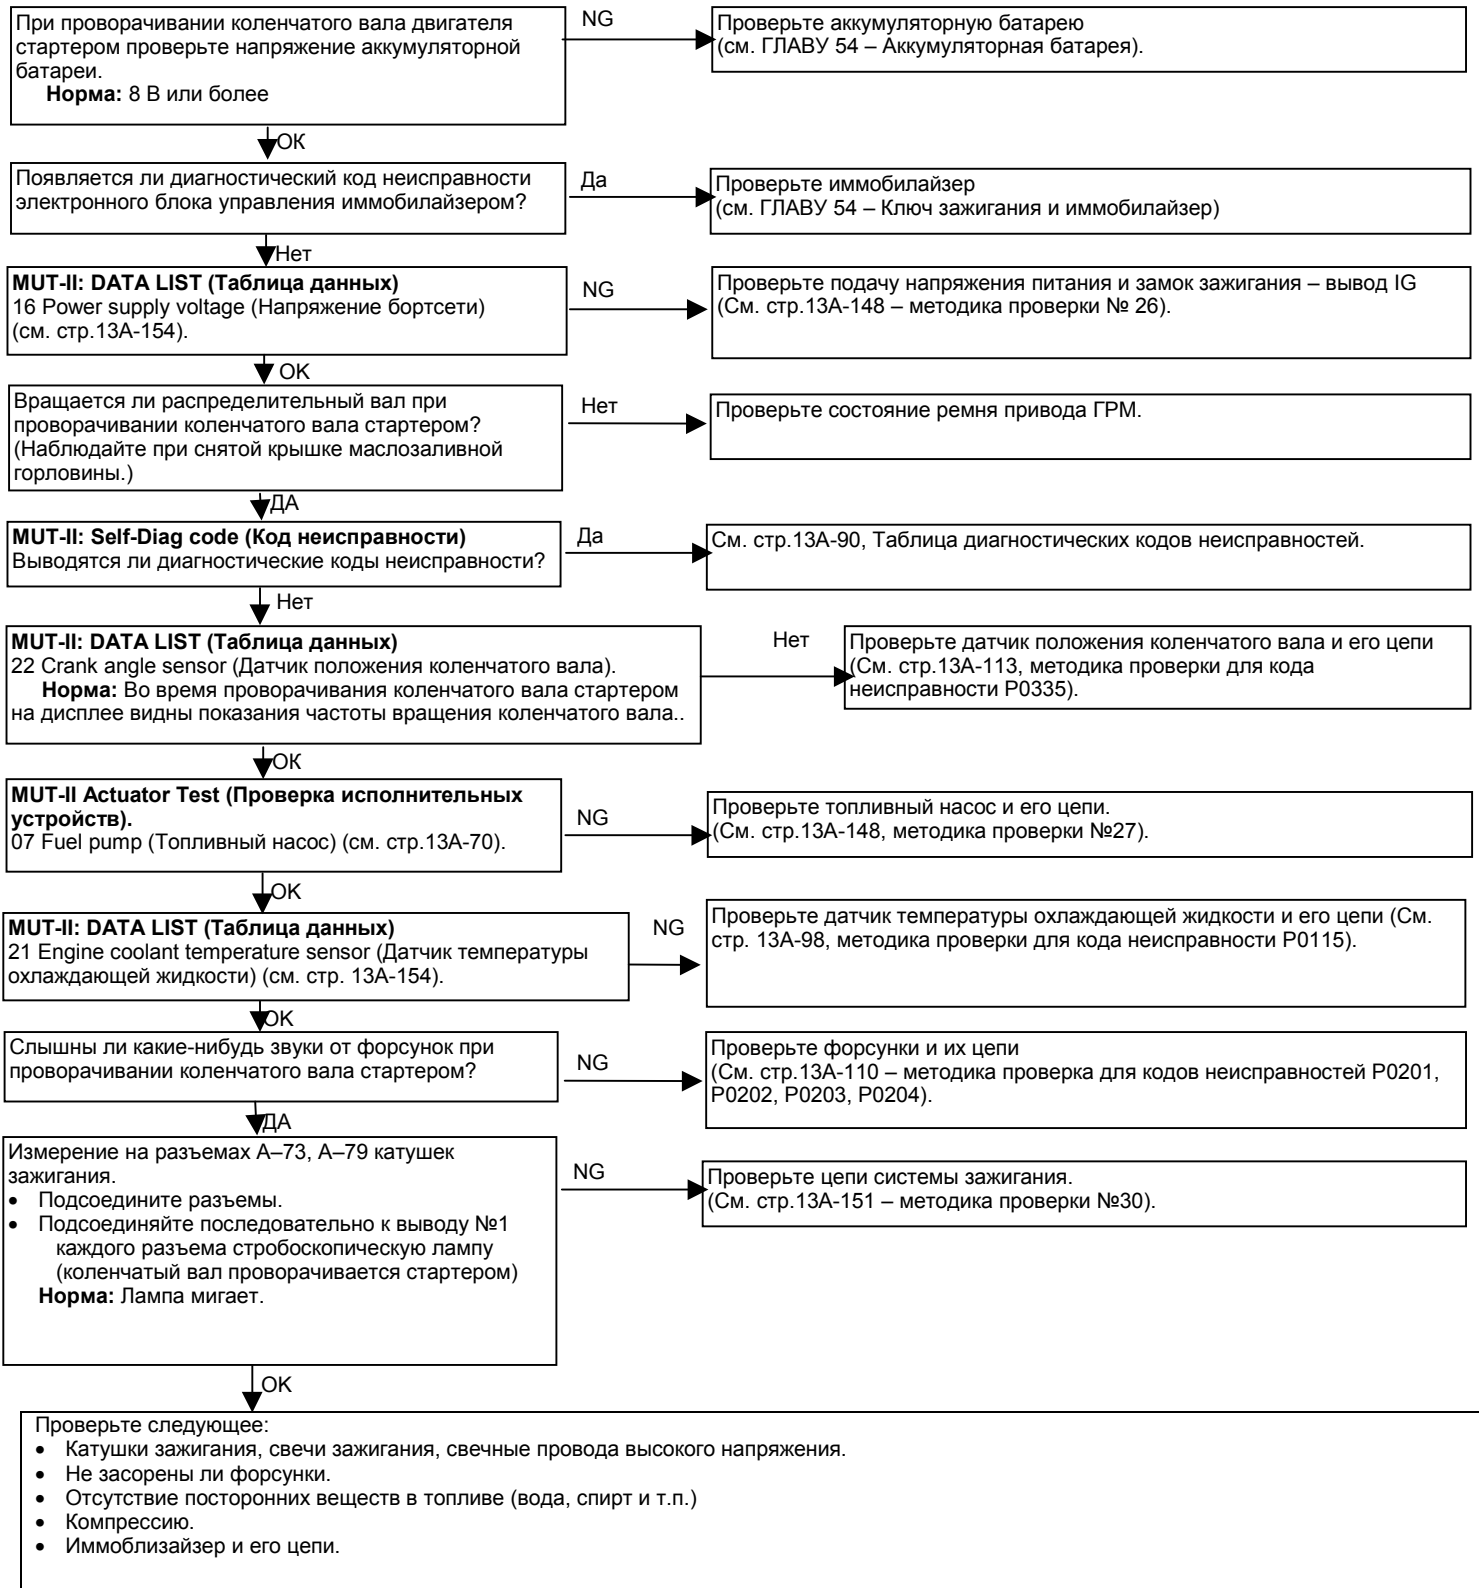 При проворачивании коленчатого вала двигателя
стартером проверьте напряжение аккумуляторной
батареи.
Норма: 8 В или более
NG
Проверьте аккумуляторную батарею
(см. ГЛАВУ 54 – Аккумуляторная батарея).
ОК
Появляется ли диагностический код неисправности
электронного блока управления иммобилайзером?
Да
Проверьте иммобилайзер
(см. ГЛАВУ 54 – Ключ зажигания и иммобилайзер)
Нет
MUT-II: DATA LIST (Таблица данных)
16 Power supply voltage (Напряжение бортсети)
(см. стр.13А-154).
NG
Проверьте подачу напряжения питания и замок зажигания – вывод IG
(См. стр.13А-148 – методика проверки № 26).
OK
Вращается ли распределительный вал при
проворачивании коленчатого вала стартером?
(Наблюдайте при снятой крышке маслозаливной
горловины.)
Нет
Проверьте состояние ремня привода ГРМ.
ДА
MUT-II: Self-Diag code (Код неисправности)
Выводятся ли диагностические коды неисправности?
Да
См. стр.13А-90, Таблица диагностических кодов неисправностей.
Нет
MUT-II: DATA LIST (Таблица данных)
22 Crank angle sensor (Датчик положения коленчатого вала).
Норма: Во время проворачивания коленчатого вала стартером
на дисплее видны показания частоты вращения коленчатого вала..
Нет
Проверьте датчик положения коленчатого вала и его цепи
(См. стр.13А-113, методика проверки для кода
неисправности Р0335).
ОК
MUT-II Actuator Test (Проверка исполнительных
устройств).
07 Fuel pump (Топливный насос) (см. стр.13А-70).
NG
Проверьте топливный насос и его цепи.
(См. стр.13А-148, методика проверки №27).
OK
MUT-II: DATA LIST (Таблица данных)
21 Engine coolant temperature sensor (Датчик температуры
охлаждающей жидкости) (см. стр. 13А-154).
NG
Проверьте датчик температуры охлаждающей жидкости и его цепи (См.
стр. 13А-98, методика проверки для кода неисправности Р0115).
OK
Слышны ли какие-нибудь звуки от форсунок при
проворачивании коленчатого вала стартером?
NG
Проверьте форсунки и их цепи
(См. стр.13А-110 – методика проверка для кодов неисправностей Р0201,
Р0202, Р0203, Р0204).
ДА
Измерение на разъемах А–73, А–79 катушек
зажигания.
• Подсоедините разъемы.
• Подсоединяйте последовательно к выводу №1
каждого разъема стробоскопическую лампу
(коленчатый вал проворачивается стартером)
Норма: Лампа мигает.
NG
Проверьте цепи системы зажигания.
(См. стр.13А-151 – методика проверки №30).
OK
Проверьте следующее:
• Катушки зажигания, свечи зажигания, свечные провода высокого напряжения.
• Не засорены ли форсунки.
• Отсутствие посторонних веществ в топливе (вода, спирт и т.п.)
• Компрессию.
• Иммоблизайзер и его цепи.